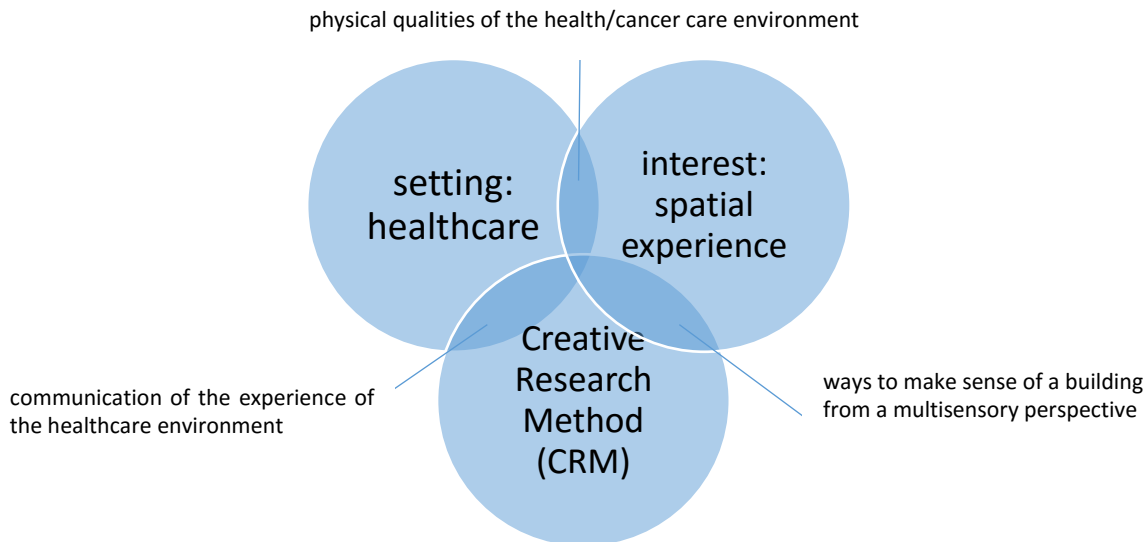 physical qualities of the health/cancer care environment
setting:
healthcare
interest:
spatial
experience
Creative
Research
Method
(CRM)
communication of the experience of
the healthcare environment
ways to make sense of a building
from a multisensory perspective